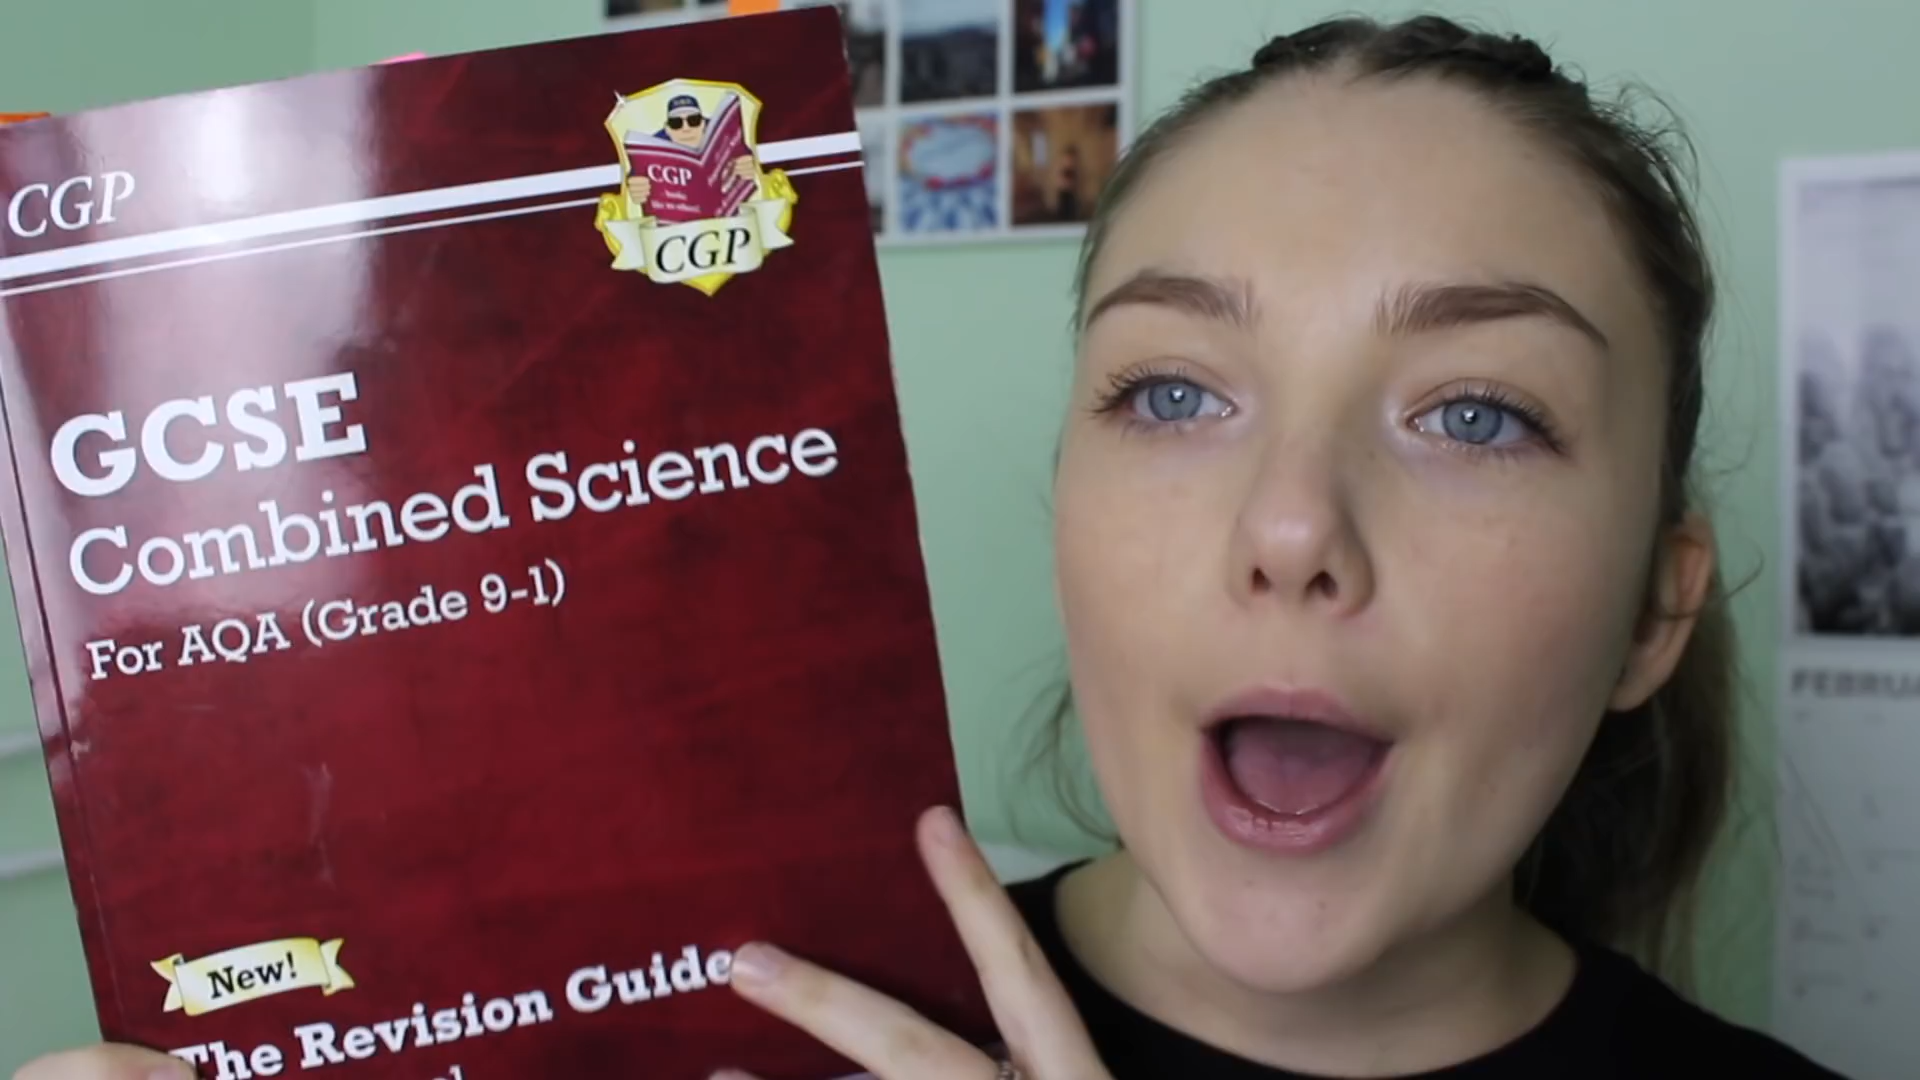 CGP
CGP
CGP
GCSE
Combined Science
For AQA (Grade 9-1)
New!
The Revision Guide